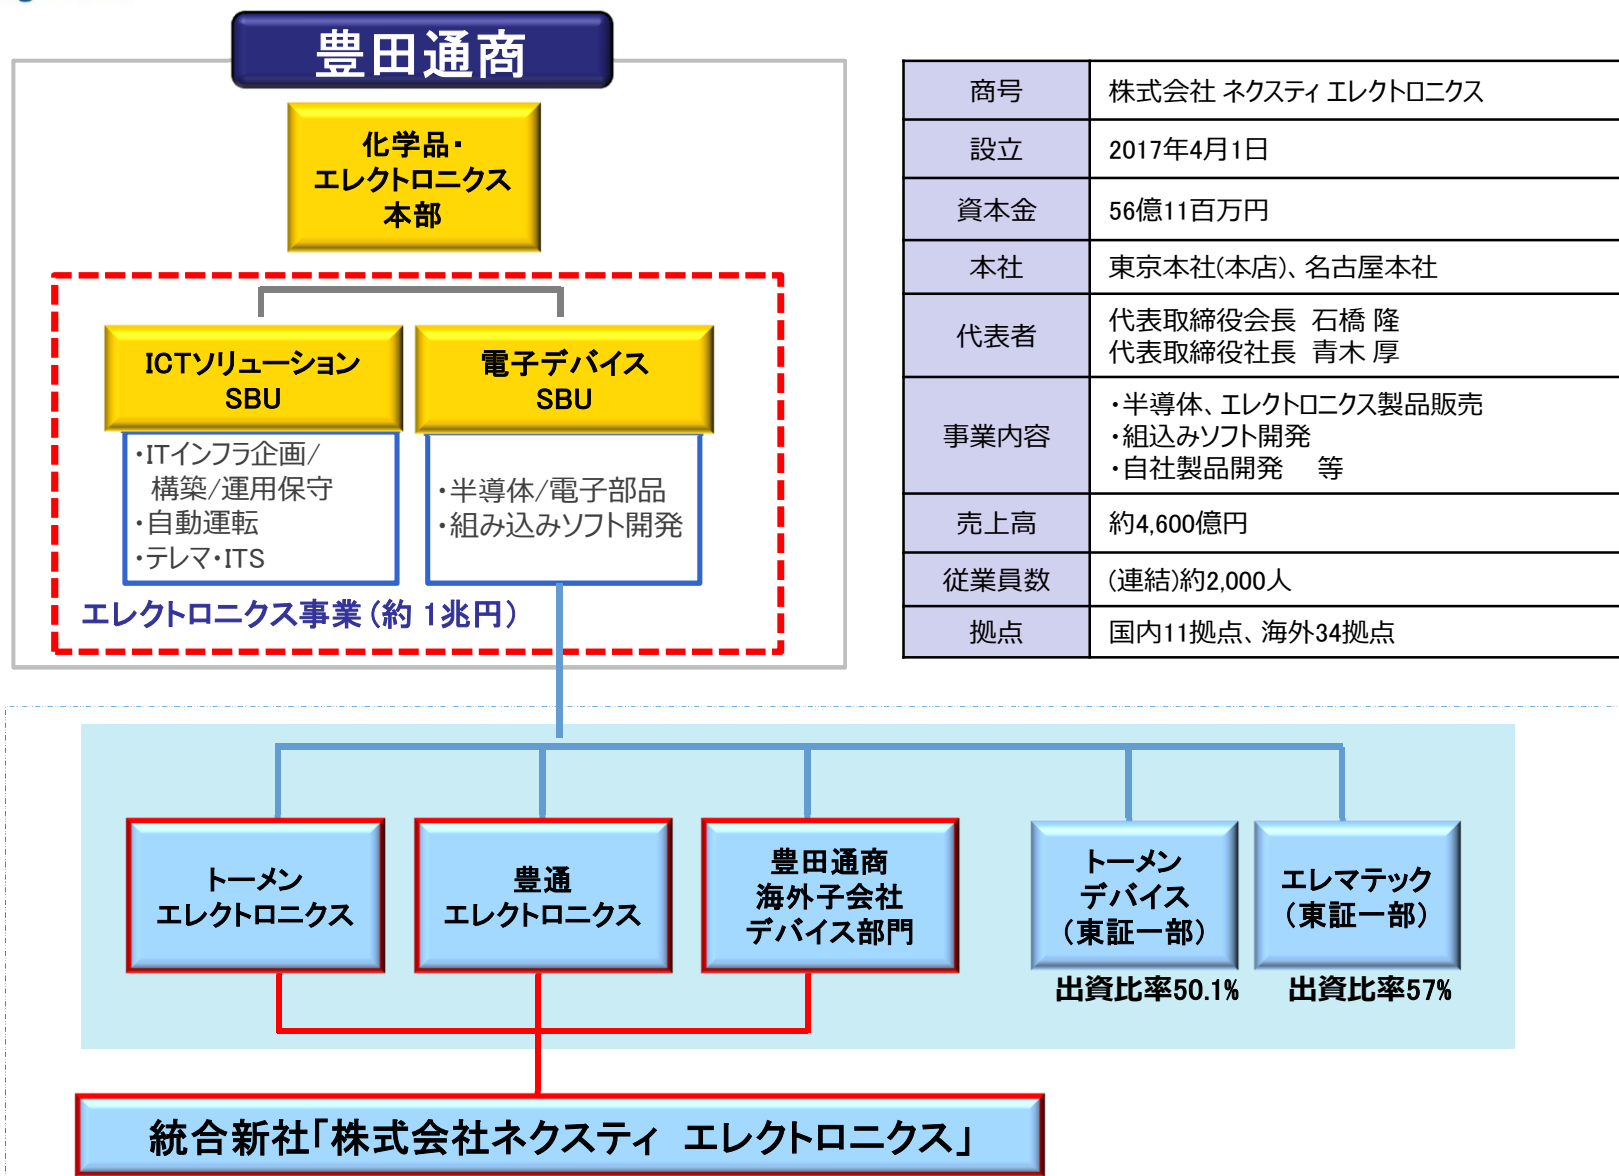 豊田通商
化学品・
エレクトロニクス
本部
ICTソリューション
SBU
・ITインフラ企画/
構築/運用保守
・自動運転
・テレマ・ITS
電子デバイス
SBU
・半導体/電子部品
・組み込みソフト開発
エレクトロニクス事業(約 1兆円)
商号 株式会社 ネクスティ エレクトロニクス
設立 2017年4月1日
資本金 56億11百万円
本社 東京本社(本店)、名古屋本社
代表者
代表取締役会長 石橋 隆
代表取締役社長 青木 厚
事業内容
・半導体、エレクトロニクス製品販売
・組込みソフト開発
・自社製品開発 等
売上高 約4,600億円
従業員数 (連結)約2,000人
拠点 国内11拠点、海外34拠点
トーメン
エレクトロニクス
豊通
エレクトロニクス
豊田通商
海外子会社
デバイス部門
トーメン
デバイス
(東証一部)
出資比率50.1%
エレマテック
(東証一部)
出資比率57%
統合新社「株式会社ネクスティ エレクトロニクス」